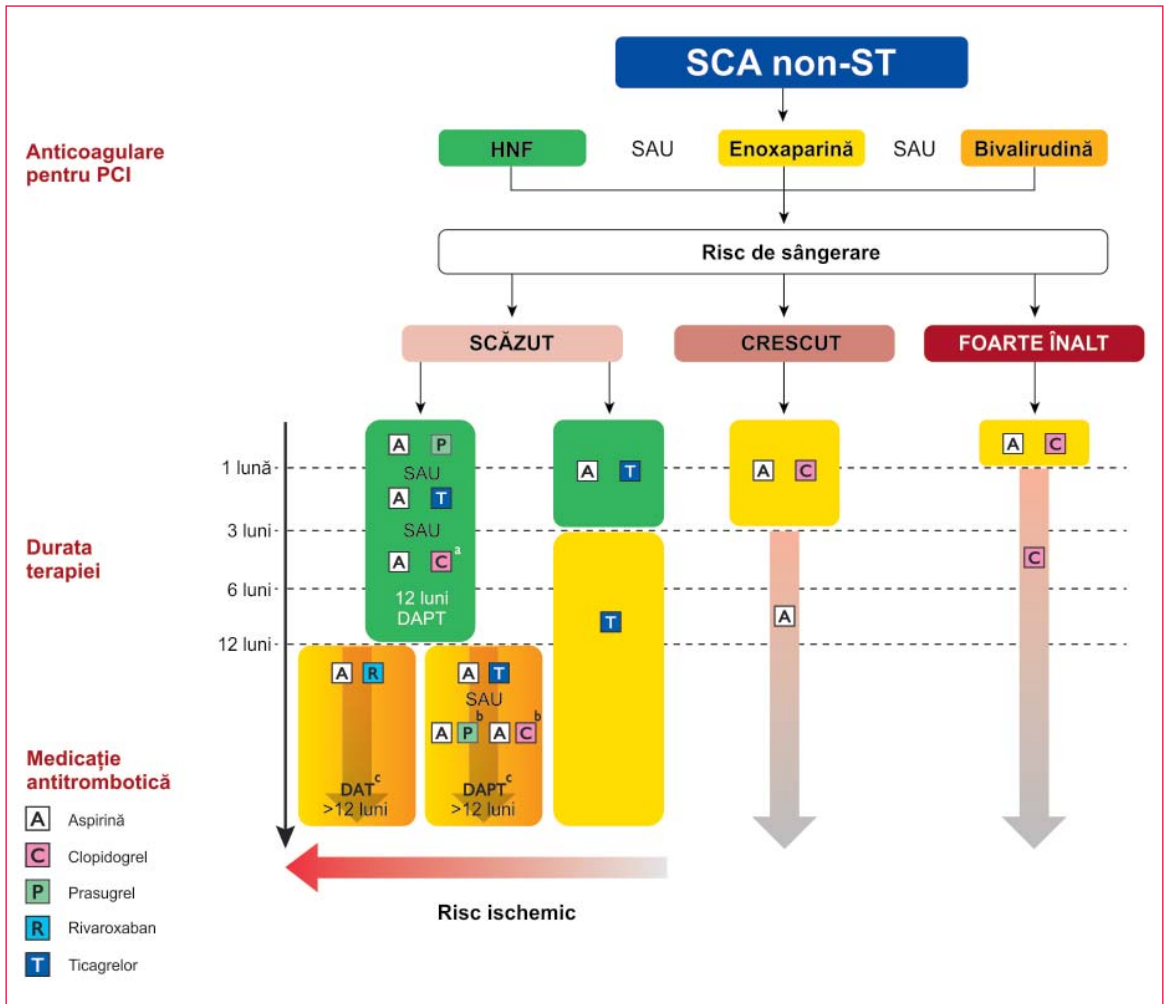 SCA non-ST
Anticoagulare
pentru PCI
HNF SAU Enoxaparină SAU Bivalirudină
Risc de sângerare
SCĂZUT CRESCUT FOARTE ÎNALT
A P
SAU
A T
SAU
A C a
12 luni
DAPT
A T
T
A C
A
A C
C
1 lună
3 luni
6 luni
12 luni
Durata
terapiei
A R
DAT c
>12 luni
A T
SAU
A P b A C b
DAPT c
>12 luni
Risc ischemic
Medicație
antitrombotică
A Aspirină
C Clopidogrel
P Prasugrel
R Rivaroxaban
T Ticagrelor